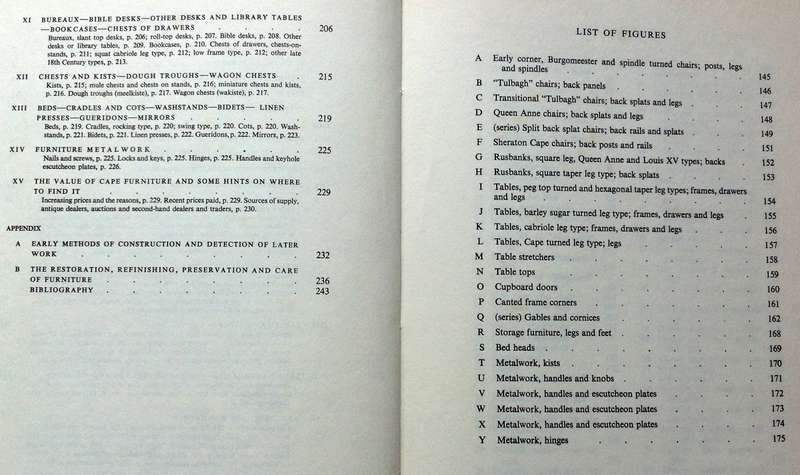 XI BUREAUX—BIBLE DESKS—OTHER DESKS AND LIBRARY TABLES
—BOOKCASES—CHESTS OF DRAWERS . . . . 206
Bureaux, slant top desks, p. 206; roll-top desks, p. 207. Bible desks, p. 208. Other
desks or library tables, p. 209. Bookcases, p. 210. Chests of drawers, chests-on-
stands, p. 211; squat cabriole leg type, p. 212; low frame type, p. 212; other late
18th Century types, p. 213.
XII CHESTS AND KISTS—DOUGH TROUGHS—WAGON CHESTS . 215
Kists, p. 215; mule chests and chests on stands, p. 216; miniature chests and kists,
p. 216. Dough troughs (meelkiste), p. 217. Wagon chests (wakiste), p. 217.
XIII BEDS—CRADLES AND COTS—WASHSTANDS—BIDETS— LINEN
PRESSES—GUERIDONS—MIRRORS . . . . . 219
Beds, p. 219. Cradles, rocking type, p. 220; swing type, p. 220. Cots, p. 220. Wash-
stands, p. 221. Bidets, p. 221. Linen presses, p. 222. Gueridons, p. 222. Mirrors, p. 223.
XIV FURNITURE METALWORK . . . . . . 225
Nails and screws, p. 225. Locks and keys, p. 225. Hinges, p. 225. Handles and keyhole
escutcheon plates, p. 226.
XV THE VALUE OF CAPE FURNITURE AND SOME HINTS ON WHERE
TO FIND IT . . . . . . . . 229
Increasing prices and the reasons, p. 229. Recent prices paid, p. 229. Sources of supply,
antique dealers, auctions and second-hand dealers and traders, p. 230.
APPENDIX
A EARLY METHODS OF CONSTRUCTION AND DETECTION OF LATER
WORK . . . . . . . . . 232
B THE RESTORATION, REFINISHING, PRESERVATION AND CARE
OF FURNITURE . . . . . . . 236
BIBLIOGRAPHY . . . . . . . 243
LIST OF FIGURES
A Early corner, Burgomeester and spindle turned chairs; posts, legs
and spindles . . . . . . . 145
B "Tulbagh" chairs; back panels . . . . . 146
C Transitional "Tulbagh" chairs; back splats and legs . . . 147
D Queen Anne chairs; back splats and legs . . . . 148
E (series) Split back splat chairs; back rails and splats . . . 149
F Sheraton Cape chairs; back posts and rails . . . . 151
G Rusbanks, square leg, Queen Anne and Louis XV types; backs . 152
H Rusbanks, square taper leg type; back splats . . . 153
I Tables, peg top turned and hexagonal taper leg types; frames, drawers
and legs . . . . . . . . 154
J Tables, barley sugar turned leg type; frames, drawers and legs . 155
K Tables, cabriole leg type; frames, drawers and legs . . . 156
L Tables, Cape turned leg type; legs . . . . . 157
M Table stretchers . . . . . . . 158
N Table tops . . . . . . . 159
O Cupboard doors . . . . . . . 160
P Canted frame corners . . . . . . 161
Q (series) Gables and cornices . . . . . 162
R Storage furniture, legs and feet . . . . . 168
S Bed heads . . . . . . . . 169
T Metalwork, kists . . . . . . . 170
U Metalwork, handles and knobs . . . . . 171
V Metalwork, handles and escutcheon plates . . . . 172
W Metalwork, handles and escutcheon plates . . . . 173
X Metalwork, handles and escutcheon plates . . . . 174
Y Metalwork, hinges . . . . . . 175